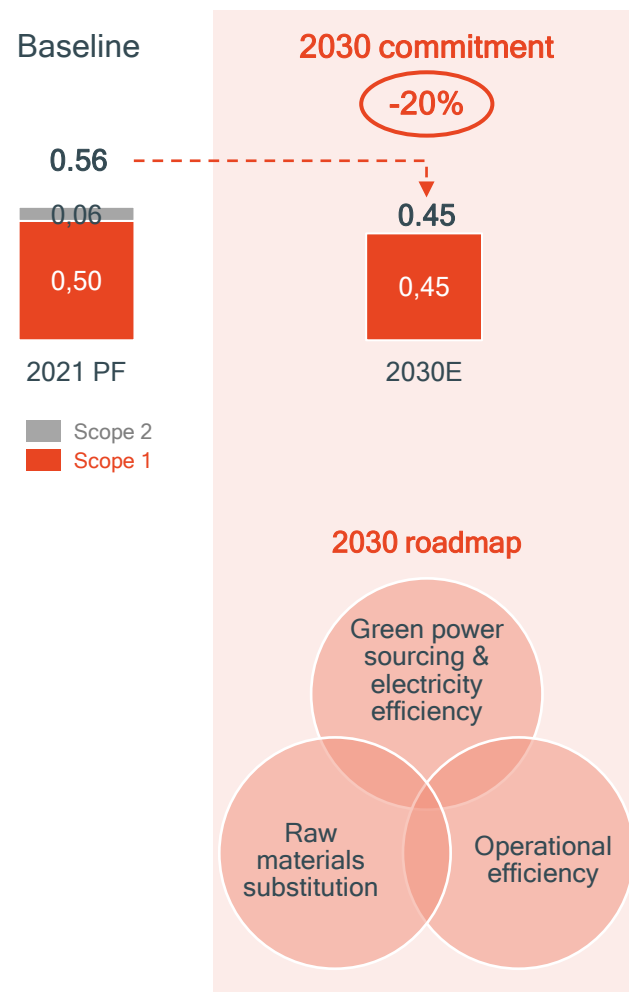 Baseline
2030 commitment
-20%
0.56
0.45
0,06
0,50
0,45
2021 PF
2030E
Scope 2
Scope 1
2030 roadmap
Green power
sourcing &
electricity
efficiency
Raw
materials
substitution
Operational
efficiency